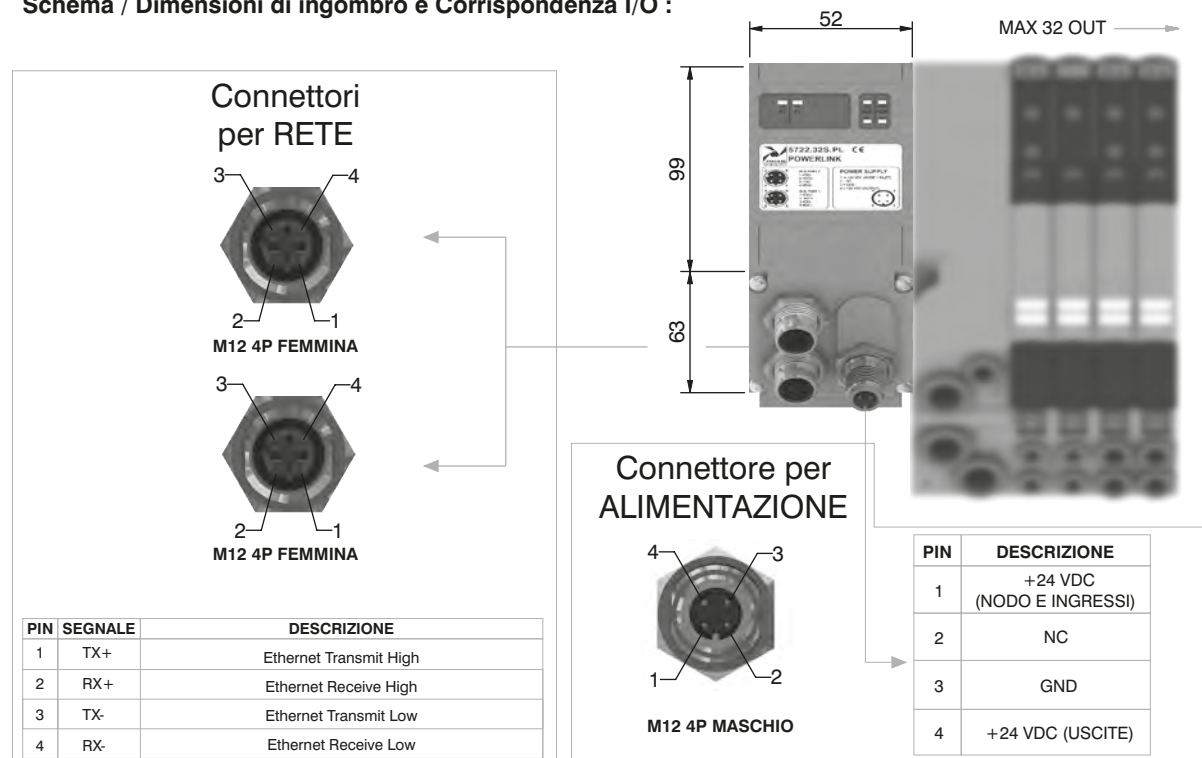 Schema / Dimensioni di ingombro e Corrispondenza I/O :
52
MAX 32 OUT
Connettori
per RETE
3
4
2
1
M12 4P FEMMINA
3
4
2
1
M12 4P FEMMINA
99
63
5722.32S.PL CE
POWERLINK
POWER SUPPLY
Connettore per
ALIMENTAZIONE
4
3
1
2
M12 4P MASCHIO
PIN SEGNALE DESCRIZIONE
1 TX+ Ethernet Transmit High
2 RX+ Ethernet Receive High
3 TX- Ethernet Transmit Low
4 RX- Ethernet Receive Low
PIN DESCRIZIONE
1 +24 VDC
(NODO E INGRESSI)
2 NC
3 GND
4 +24 VDC (USCITE)